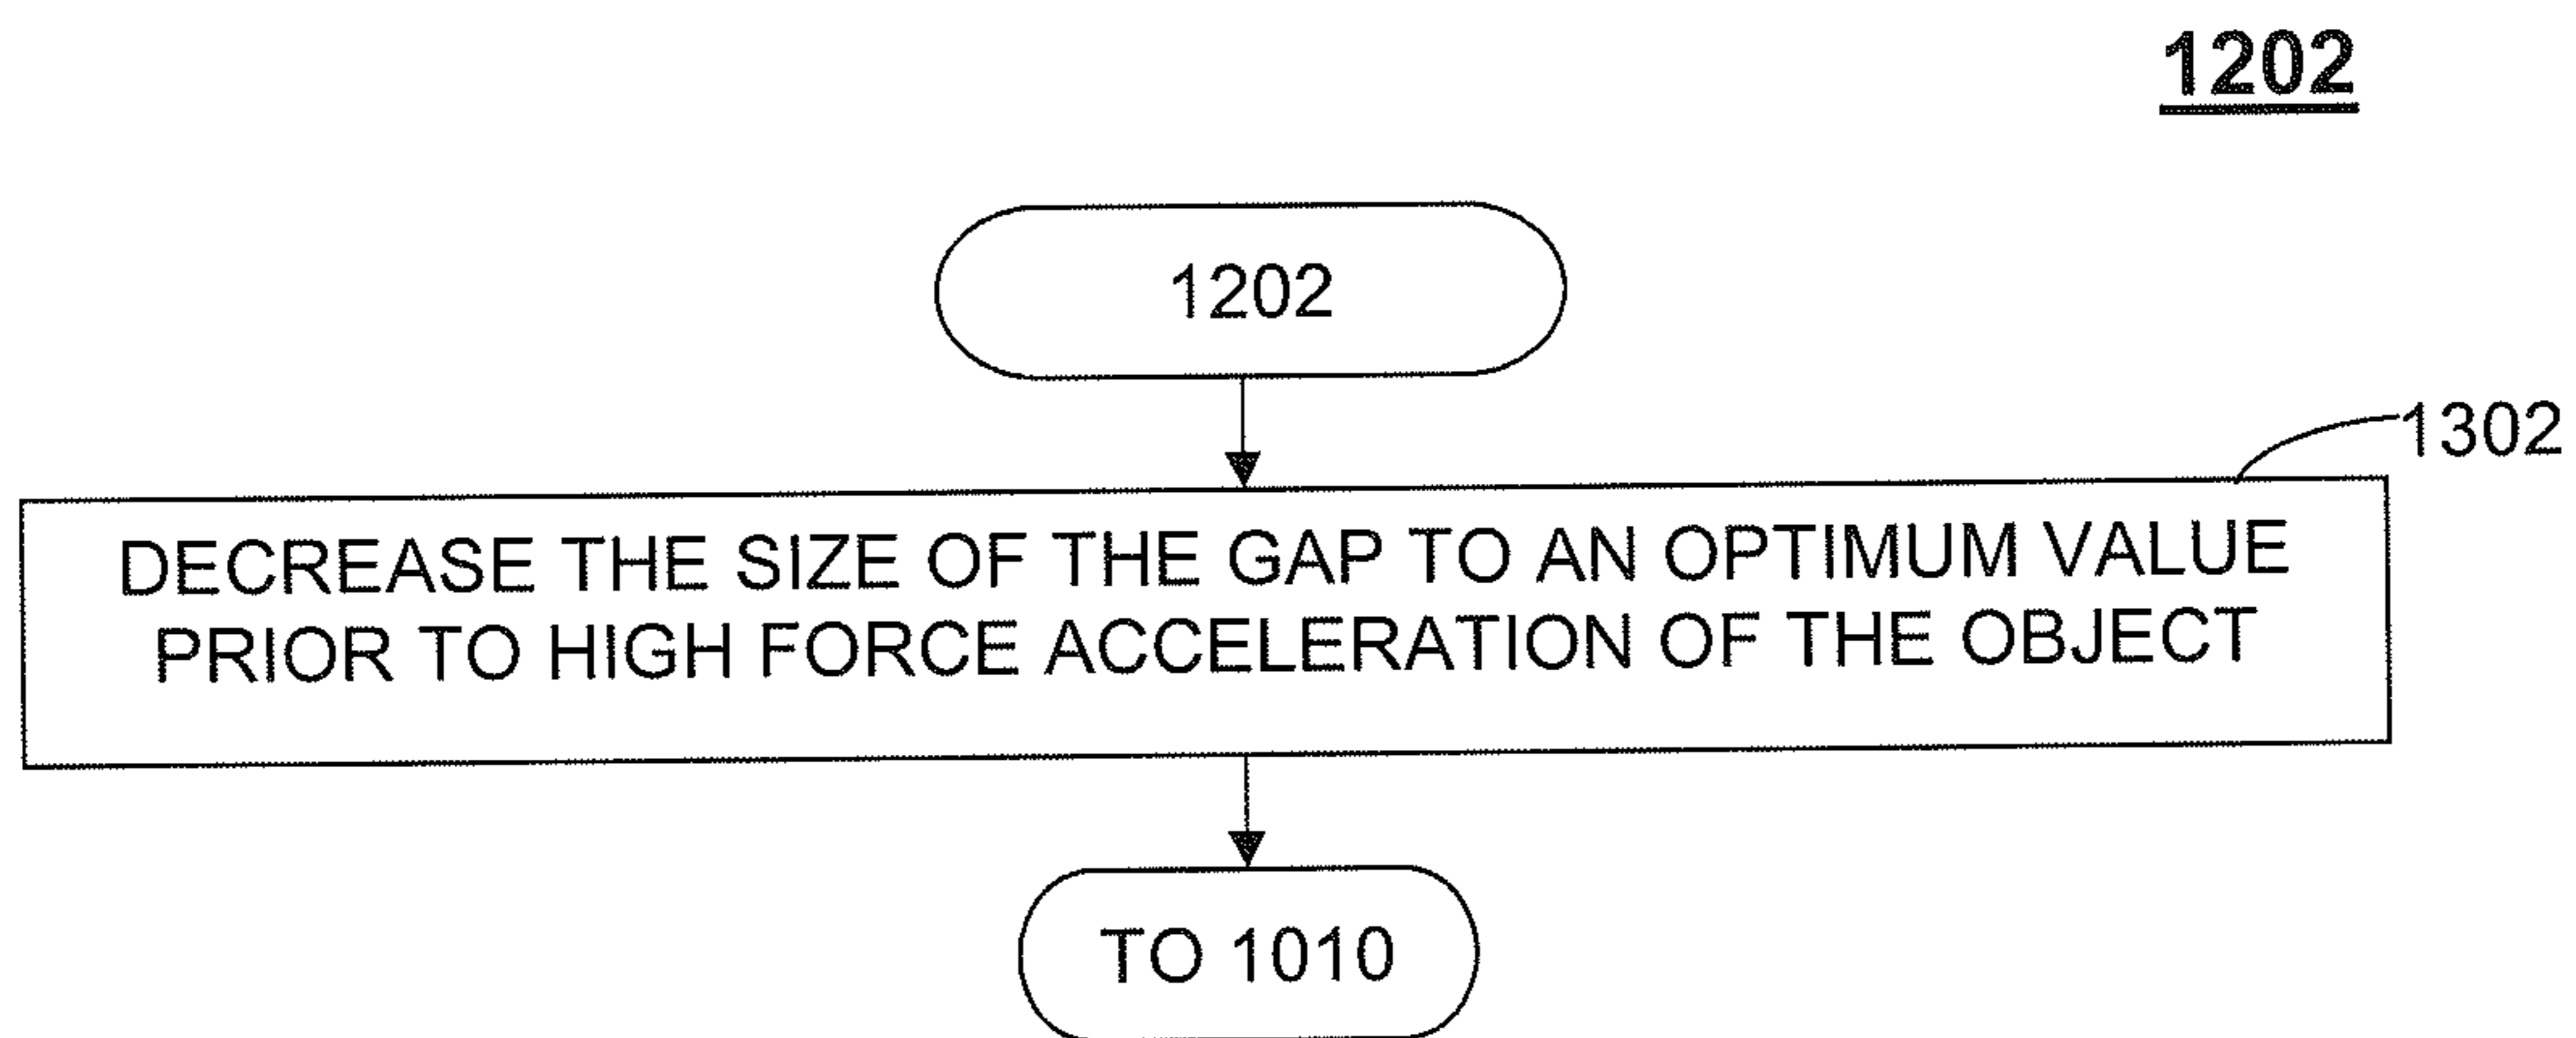 1202
1202
1302
DECREASE THE SIZE OF THE GAP TO AN OPTIMUM VALUE
PRIOR TO HIGH FORCE ACCELERATION OF THE OBJECT
TO 1010